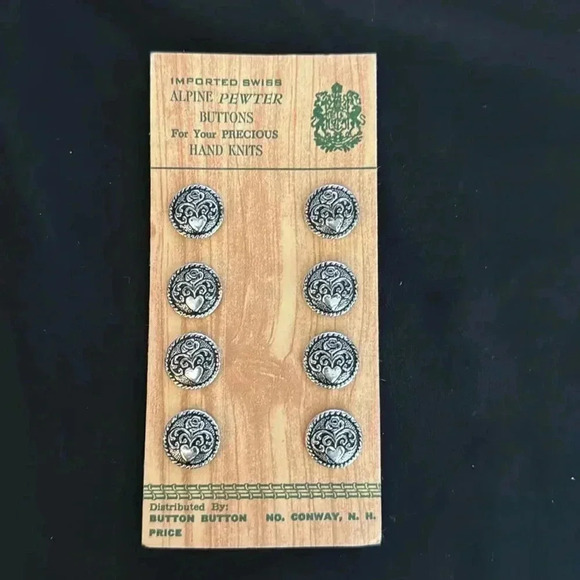 IMPORTED SWISS
ALPINE PEWTER
BUTTONS
For Your PRECIOUS
HAND KNITS
Distributed By:
BUTTON BUTTON NO. CONWAY, N. H.
PRICE